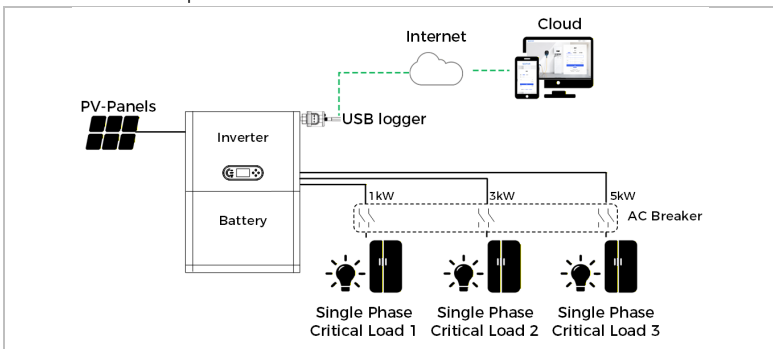 Cloud
Internet
PV-Panels
USB logger
Inverter
1kW
3kW
5kW
Battery
AC Breaker
Single Phase
Critical Load 1
Single Phase
Critical Load 2
Single Phase
Critical Load 3